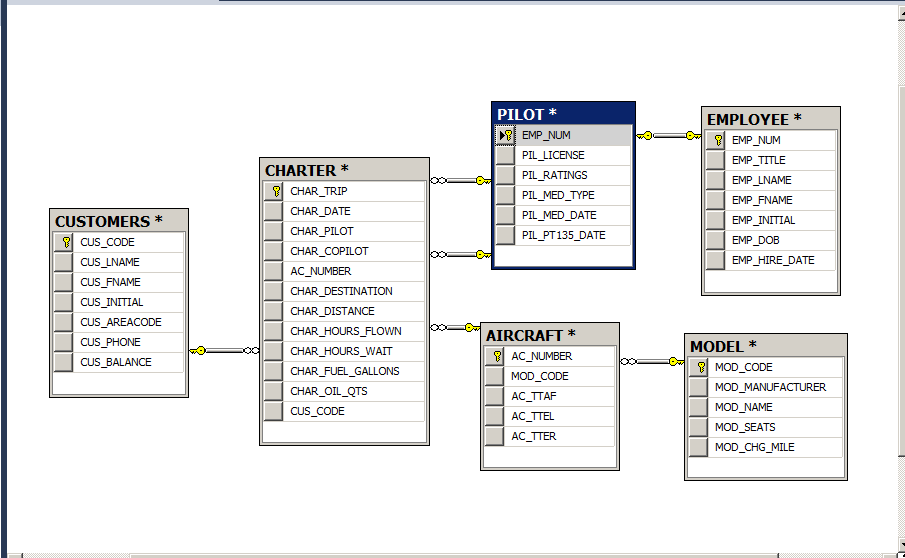 PILOT *
EMP_NUM
PIL_LICENSE
PIL_RATINGS
PIL_MED_TYPE
PIL_MED_DATE
PIL_PT135_DATE
EMPLOYEE *
EMP_NUM
EMP_TITLE
EMP_LNAME
EMP_FNAME
EMP_INITIAL
EMP_DOB
EMP_HIRE_DATE
CHARTER *
CHAR_TRIP
CHAR_DATE
CHAR_PILOT
CHAR_COPILOT
AC_NUMBER
CHAR_DESTINATION
CHAR_DISTANCE
CHAR_HOURS_FLOWN
CHAR_HOURS_WAIT
CHAR_FUEL_GALLONS
CHAR_OIL_QTS
CUS_CODE
CUSTOMERS *
CUS_CODE
CUS_LNAME
CUS_FNAME
CUS_INITIAL
CUS_AREACODE
CUS_PHONE
CUS_BALANCE
AIRCRAFT *
AC_NUMBER
MOD_CODE
AC_TTAF
AC_TTEL
AC_TTER
MODEL *
MOD_CODE
MOD_MANUFACTURER
MOD_NAME
MOD_SEATS
MOD_CHG_MILE